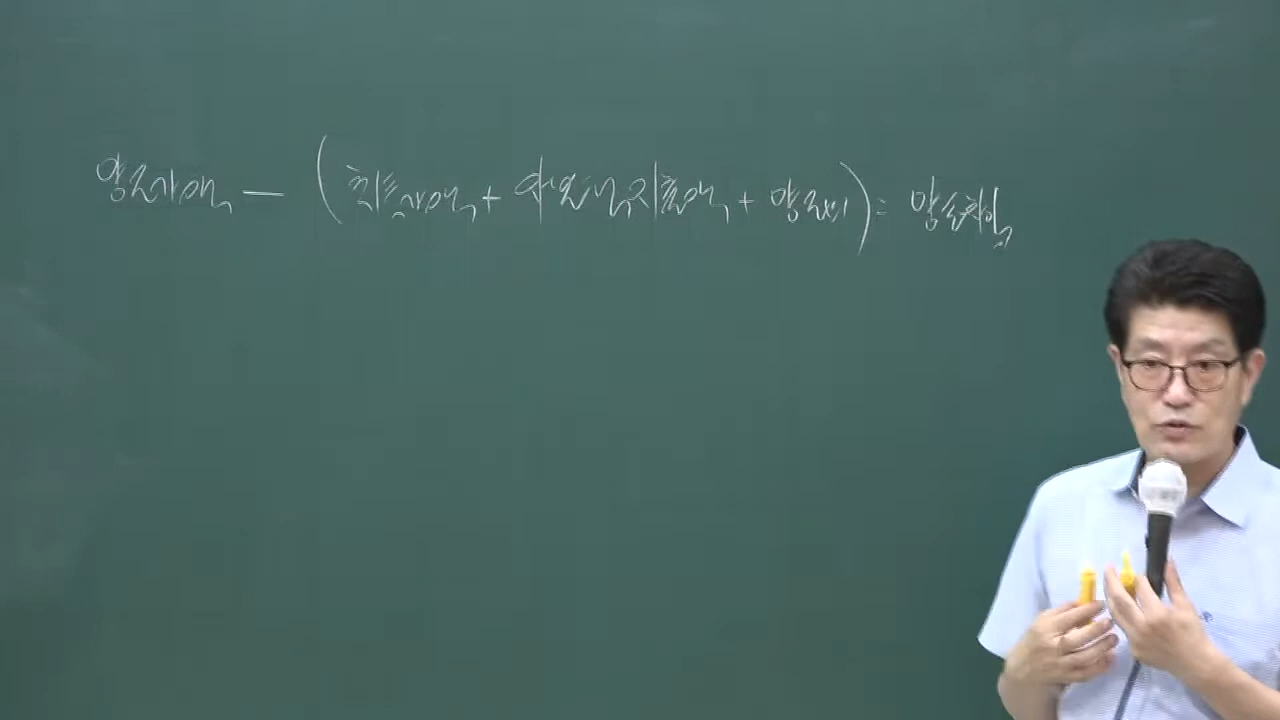 양도가액 - ( 취득가액 + 자본적지출액 + 양도비 ) = 양도차익